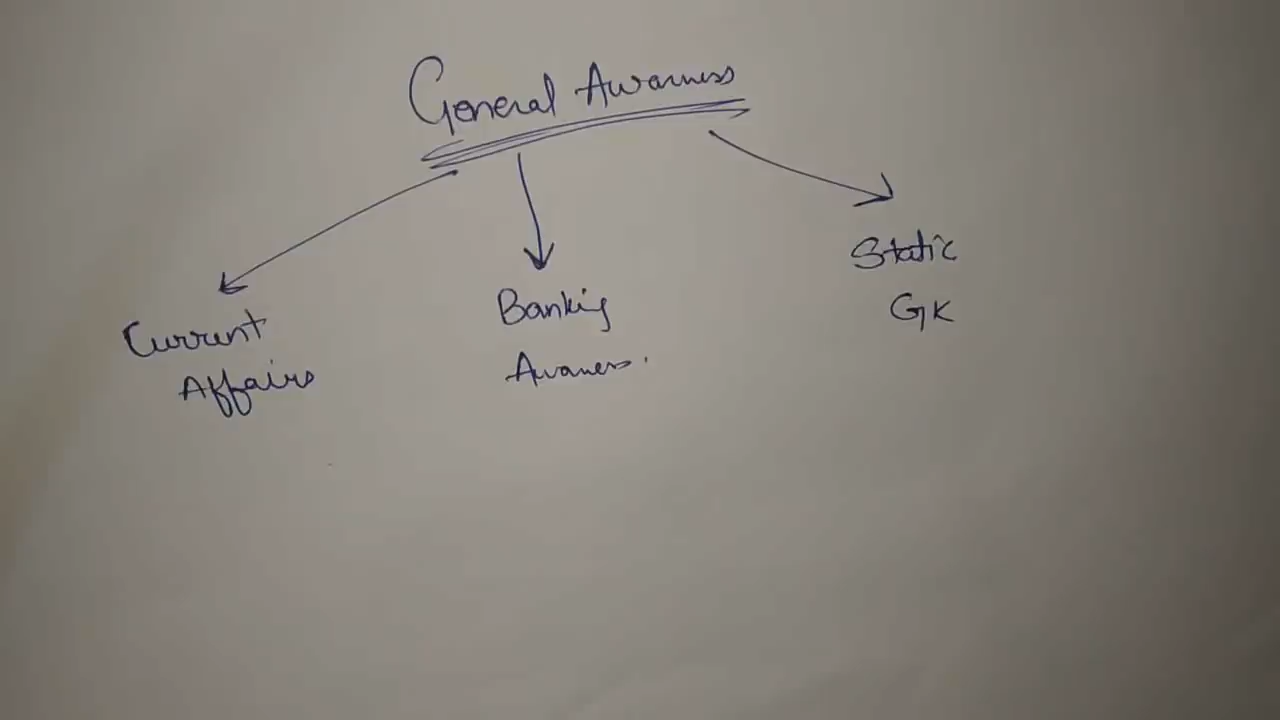 General Awarness
Current
Affairs
Banking
Awarness.
Static
GK